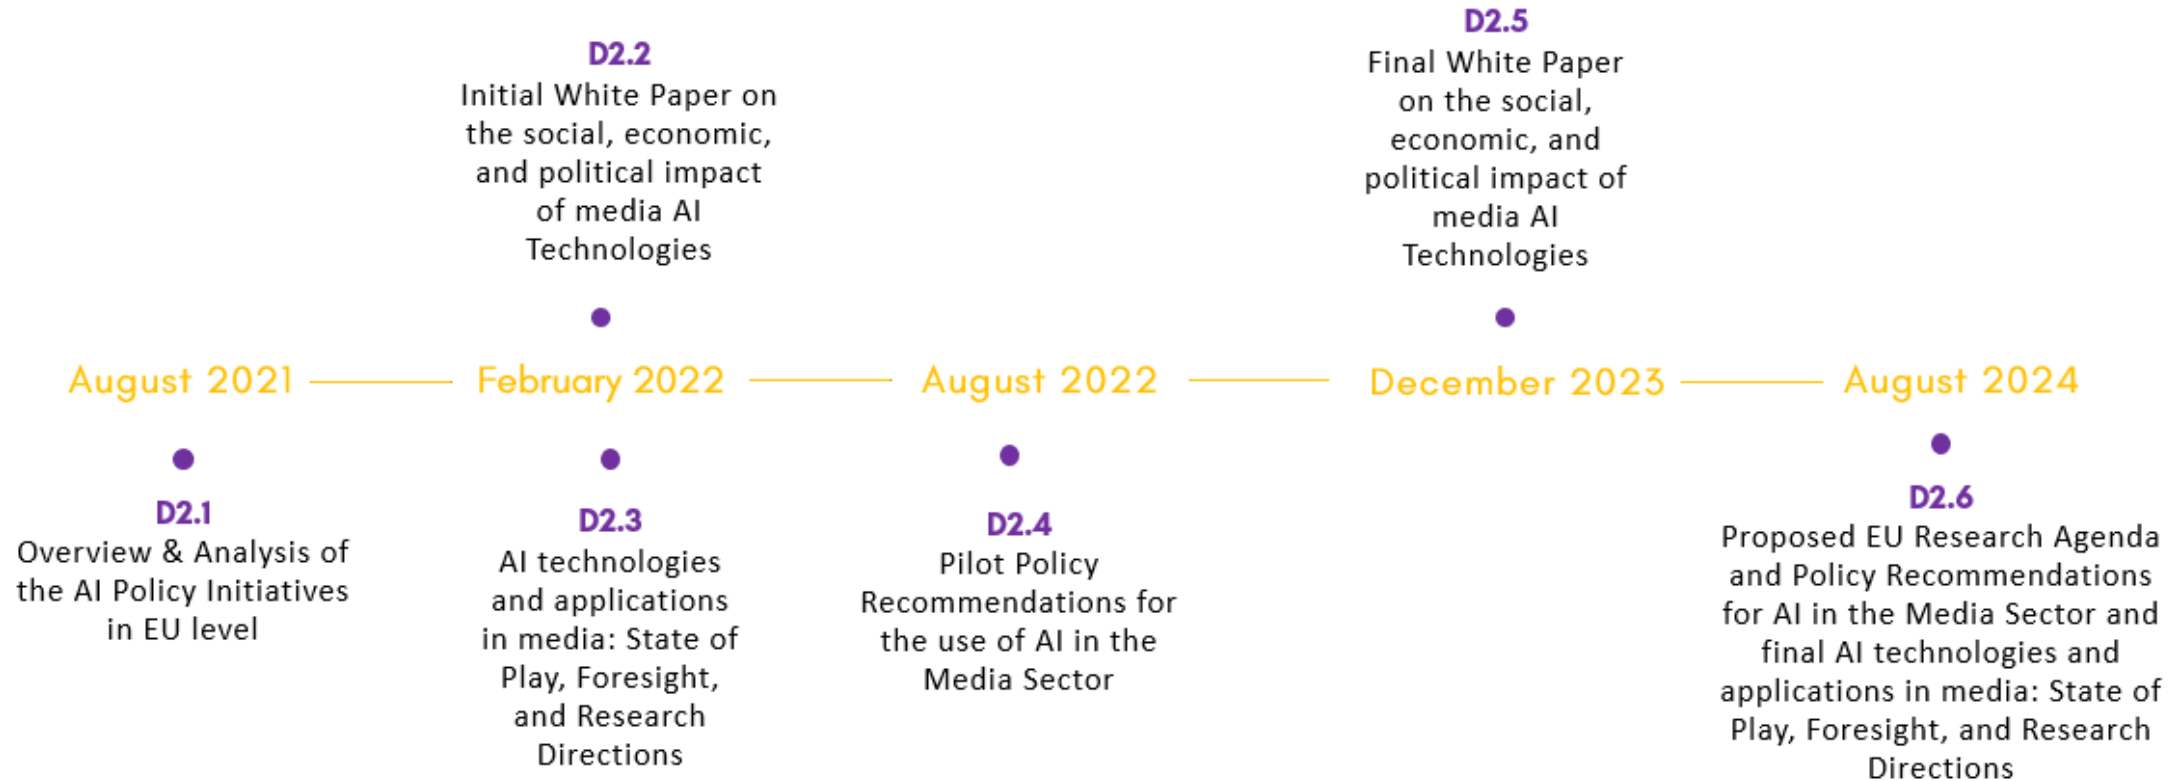 D2.2
Initial White Paper on
the social, economic,
and political impact
of media AI
Technologies
D2.5
Final White Paper
on the social,
economic, and
political impact of
media AI
Technologies
August 2021
February 2022
August 2022
December 2023
August 2024
D2.1
Overview & Analysis of
the AI Policy Initiatives
in EU level
D2.3
AI technologies
and applications
in media: State of
Play, Foresight,
and Research
Directions
D2.4
Pilot Policy
Recommendations for
the use of AI in the
Media Sector
D2.6
Proposed EU Research Agenda
and Policy Recommendations
for AI in the Media Sector and
final AI technologies and
applications in media: State of
Play, Foresight, and Research
Directions